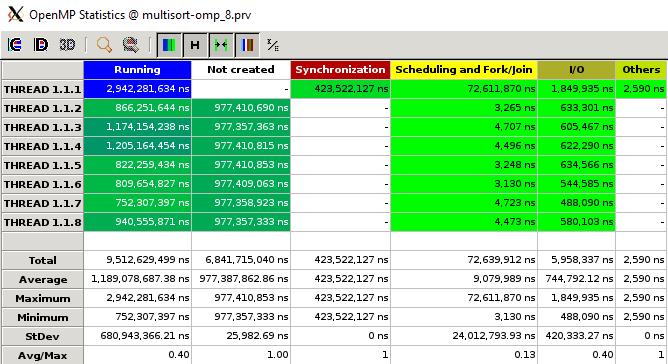 OpenMP Statistics @ multisort-omp_8.prv
3D
Running Not created Synchronization Scheduling and Fork/Join I/O Others
THREAD 1.1.1 2,942,281,634 ns - 423,522,127 ns 72,611,870 ns 1,849,935 ns 2,590 ns
THREAD 1.1.2 866,251,644 ns 977,410,690 ns - 3,265 ns 633,301 ns -
THREAD 1.1.3 1,174,154,238 ns 977,357,363 ns - 4,707 ns 605,467 ns -
THREAD 1.1.4 1,205,164,454 ns 977,410,815 ns - 4,496 ns 622,290 ns -
THREAD 1.1.5 822,259,434 ns 977,410,853 ns - 3,248 ns 634,566 ns -
THREAD 1.1.6 809,654,827 ns 977,409,063 ns - 3,130 ns 544,585 ns -
THREAD 1.1.7 752,307,397 ns 977,358,923 ns - 4,723 ns 488,090 ns -
THREAD 1.1.8 940,555,871 ns 977,357,333 ns - 4,473 ns 580,103 ns -
Total 9,512,629,499 ns 6,841,715,040 ns 423,522,127 ns 72,639,912 ns 5,958,337 ns 2,590 ns
Average 1,189,078,687.38 ns 977,387,862.86 ns 423,522,127 ns 9,079,989 ns 744,792.12 ns 2,590 ns
Maximum 2,942,281,634 ns 977,410,853 ns 423,522,127 ns 72,611,870 ns 1,849,935 ns 2,590 ns
Minimum 752,307,397 ns 977,357,333 ns 423,522,127 ns 3,130 ns 488,090 ns 2,590 ns
StDev 680,943,366.21 ns 25,982.69 ns 0 ns 24,012,793.93 ns 420,333.27 ns 0 ns
Avg/Max 0.40 1.00 1 0.13 0.40 1